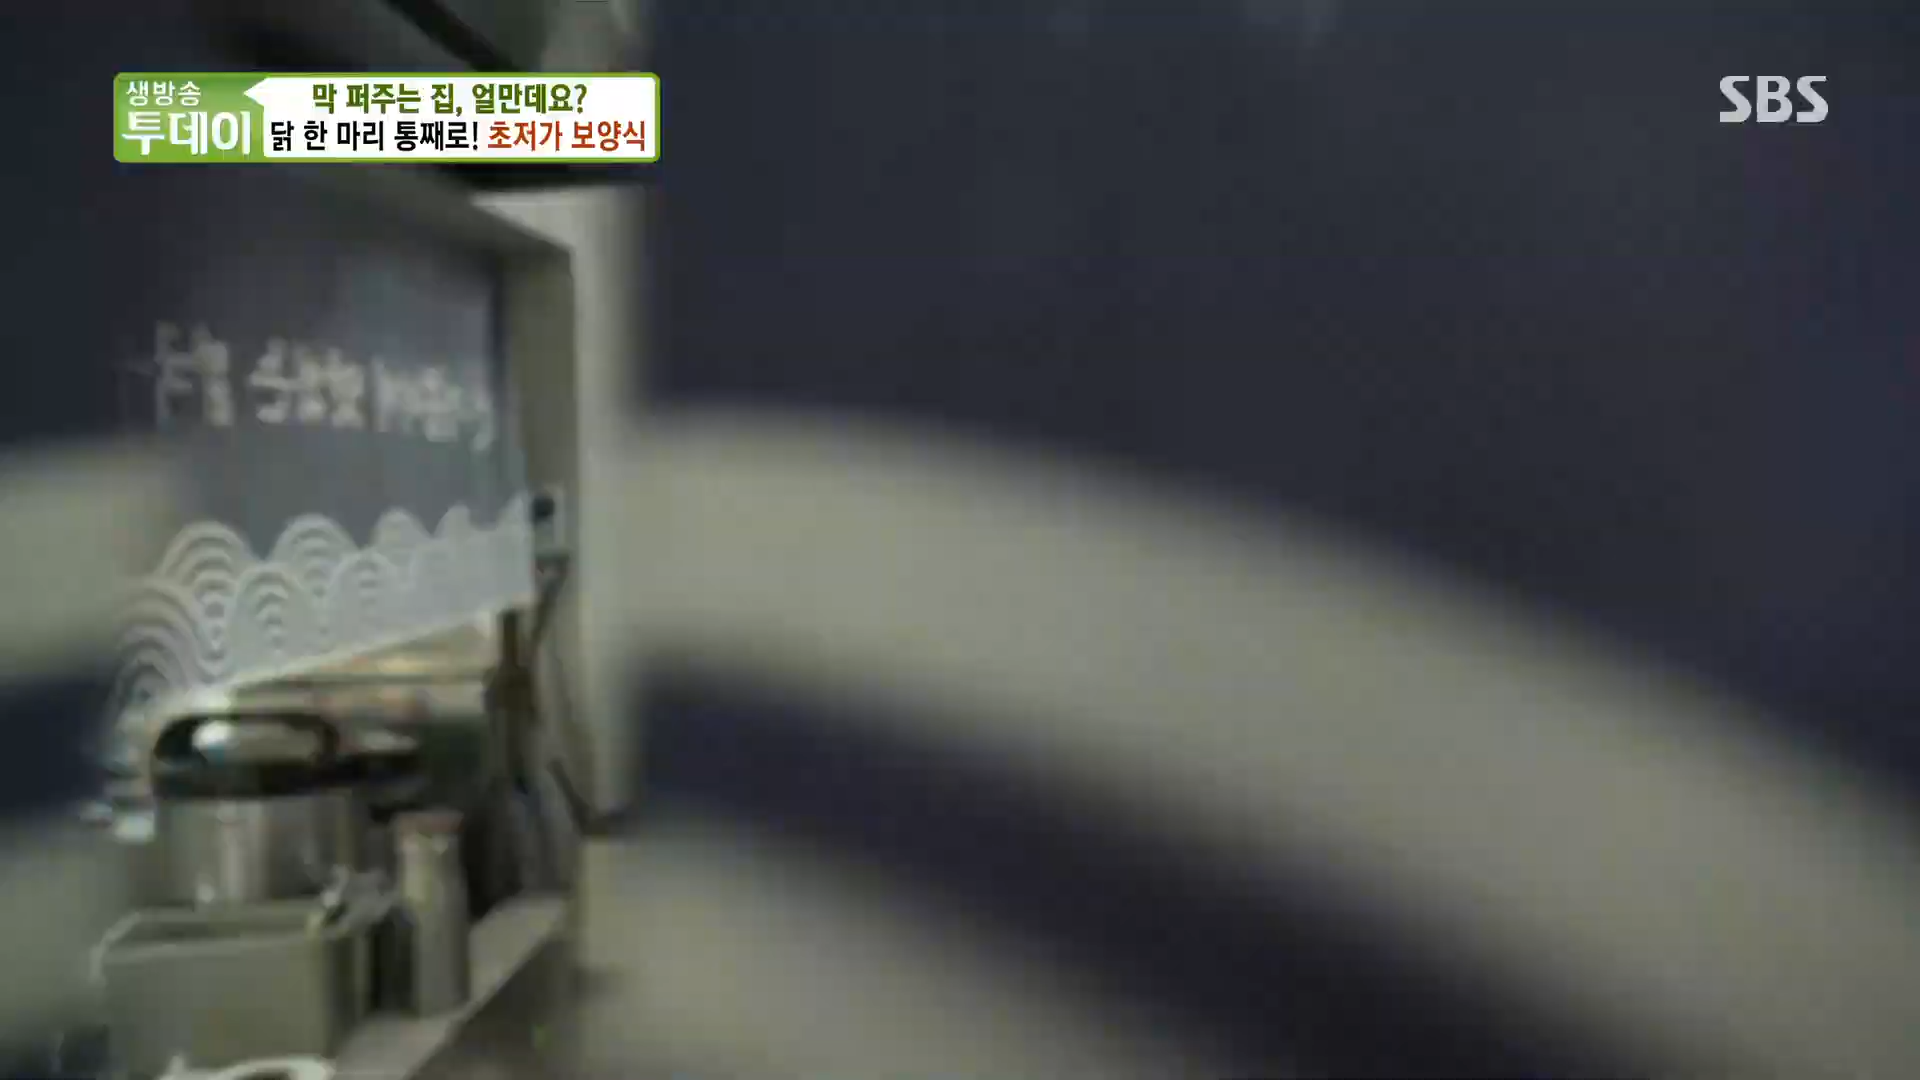 생방송
투데이
막 퍼주는 집, 얼만데요?
닭 한 마리 통째로! 초저가 보양식
SBS